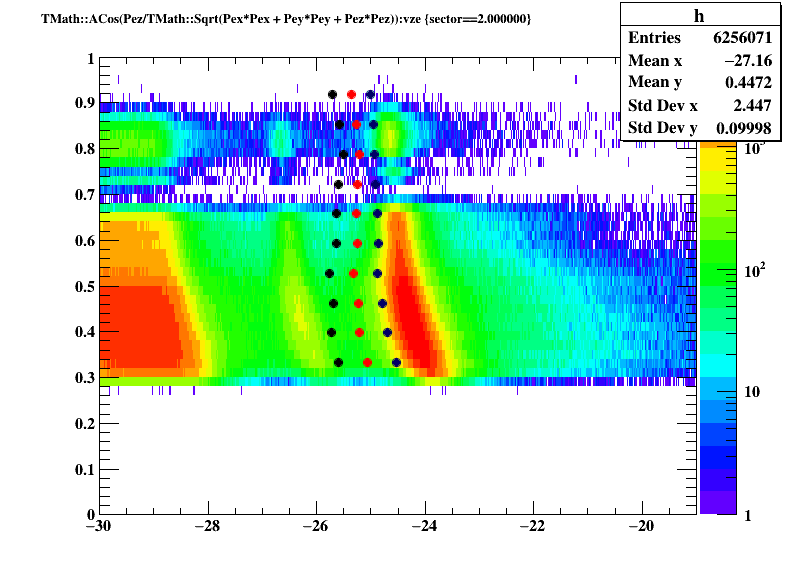 TMath::ACos(Pez/TMath::Sqrt(Pex*Pex + Pey*Pey + Pez*Pez)):vze {sector==2.000000}
h
Entries 6256071
Mean x −27.16
Mean y 0.4472
Std Dev x 2.447
Std Dev y 0.09998
1
0.9
0.8
0.7
0.6
0.5
0.4
0.3
0.2
0.1
0
−30 −28 −26 −24 −22 −20
10³
10²
10
1